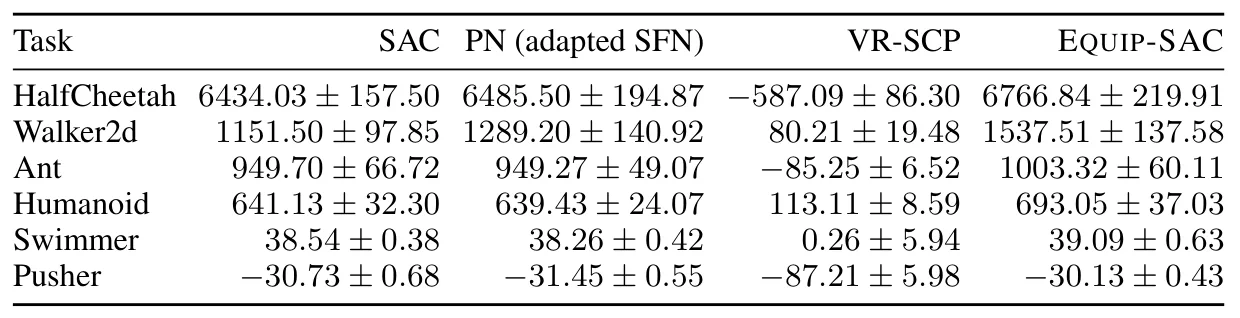 Task SAC PN (adapted SFN) VR-SCP EQUIP-SAC
HalfCheetah 6434.03 ± 157.50 6485.50 ± 194.87 −587.09 ± 86.30 6766.84 ± 219.91
Walker2d 1151.50 ± 97.85 1289.20 ± 140.92 80.21 ± 19.48 1537.51 ± 137.58
Ant 949.70 ± 66.72 949.27 ± 49.07 −85.25 ± 6.52 1003.32 ± 60.11
Humanoid 641.13 ± 32.30 639.43 ± 24.07 113.11 ± 8.59 693.05 ± 37.03
Swimmer 38.54 ± 0.38 38.26 ± 0.42 0.26 ± 5.94 39.09 ± 0.63
Pusher −30.73 ± 0.68 −31.45 ± 0.55 −87.21 ± 5.98 −30.13 ± 0.43